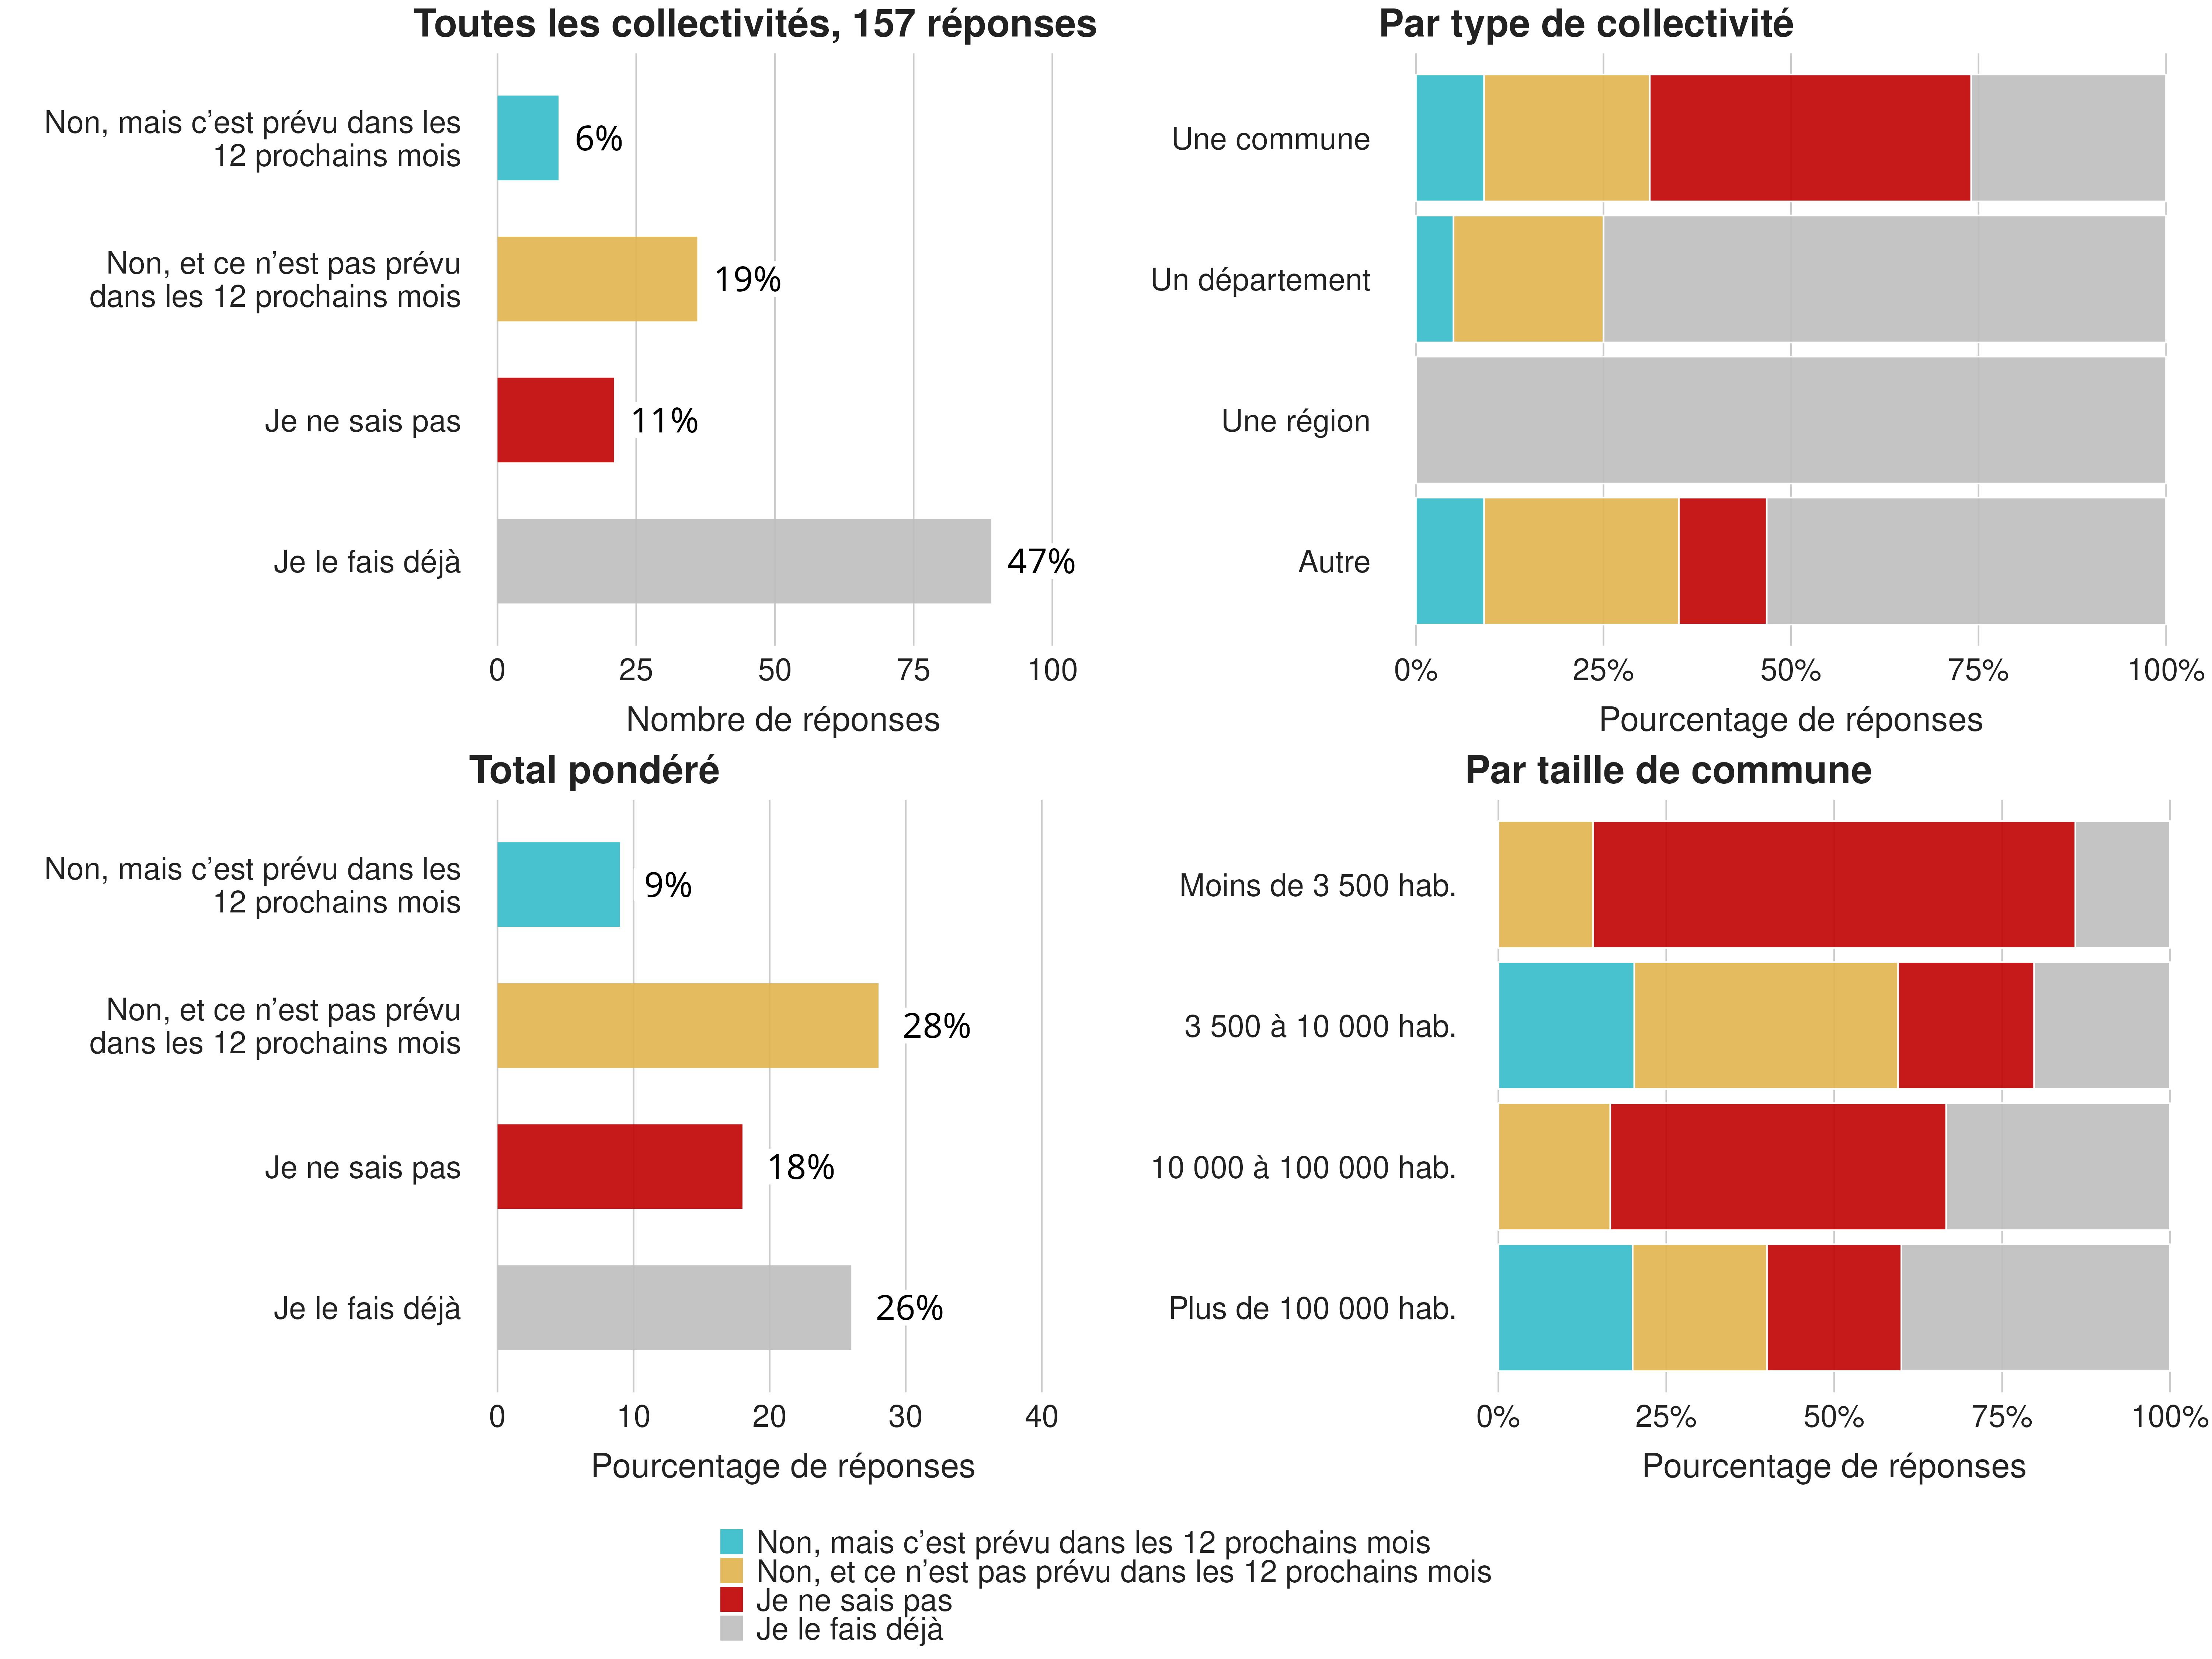 Toutes les collectivités, 157 réponses
Non, mais c’est prévu dans les
12 prochains mois
6%
Non, et ce n’est pas prévu
dans les 12 prochains mois
19%
Je ne sais pas
11%
Je le fais déjà
47%
0 25 50 75 100
Nombre de réponses
Par type de collectivité
Une commune
Un département
Une région
Autre
0% 25% 50% 75% 100%
Pourcentage de réponses
Total pondéré
Non, mais c’est prévu dans les
12 prochains mois
9%
Non, et ce n’est pas prévu
dans les 12 prochains mois
28%
Je ne sais pas
18%
Je le fais déjà
26%
0 10 20 30 40
Pourcentage de réponses
Par taille de commune
Moins de 3 500 hab.
3 500 à 10 000 hab.
10 000 à 100 000 hab.
Plus de 100 000 hab.
0% 25% 50% 75% 100%
Pourcentage de réponses
Non, mais c’est prévu dans les 12 prochains mois
Non, et ce n’est pas prévu dans les 12 prochains mois
Je ne sais pas
Je le fais déjà